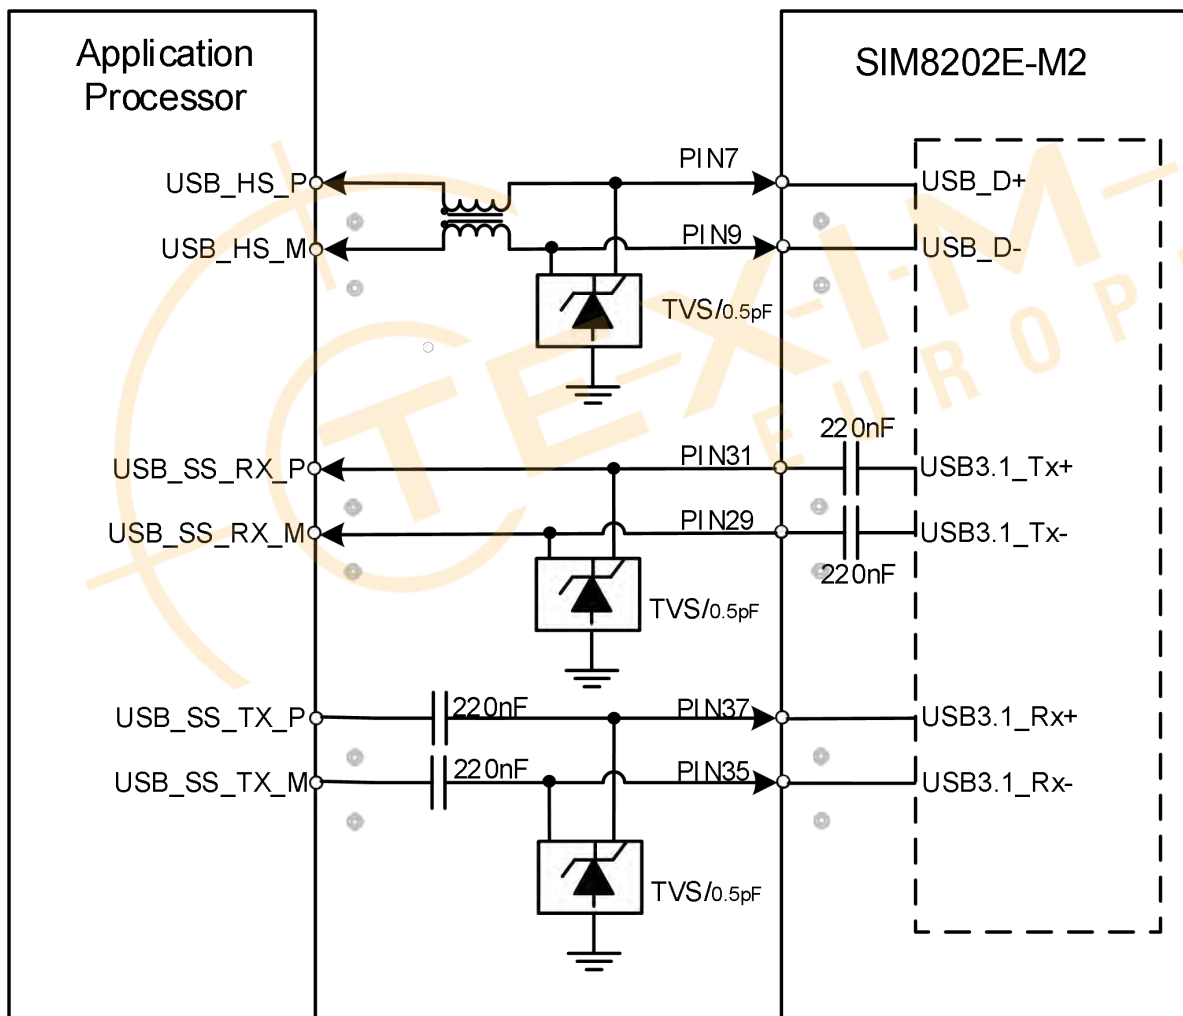 Application
Processor
SIM8202E-M2
USB_HS_P
PIN7
USB_D+
USB_HS_M
PIN9
USB_D-
TVS/0.5pF
TE-X-I-M-
EUROP
220nF
USB_SS_RX_P
PIN31
USB3.1_Tx+
USB_SS_RX_M
PIN29
USB3.1_Tx-
220nF
TVS/0.5pF
USB_SS_TX_P
220nF
PIN37
USB3.1_Rx+
USB_SS_TX_M
220nF
PIN35
USB3.1_Rx-
TVS/0.5pF